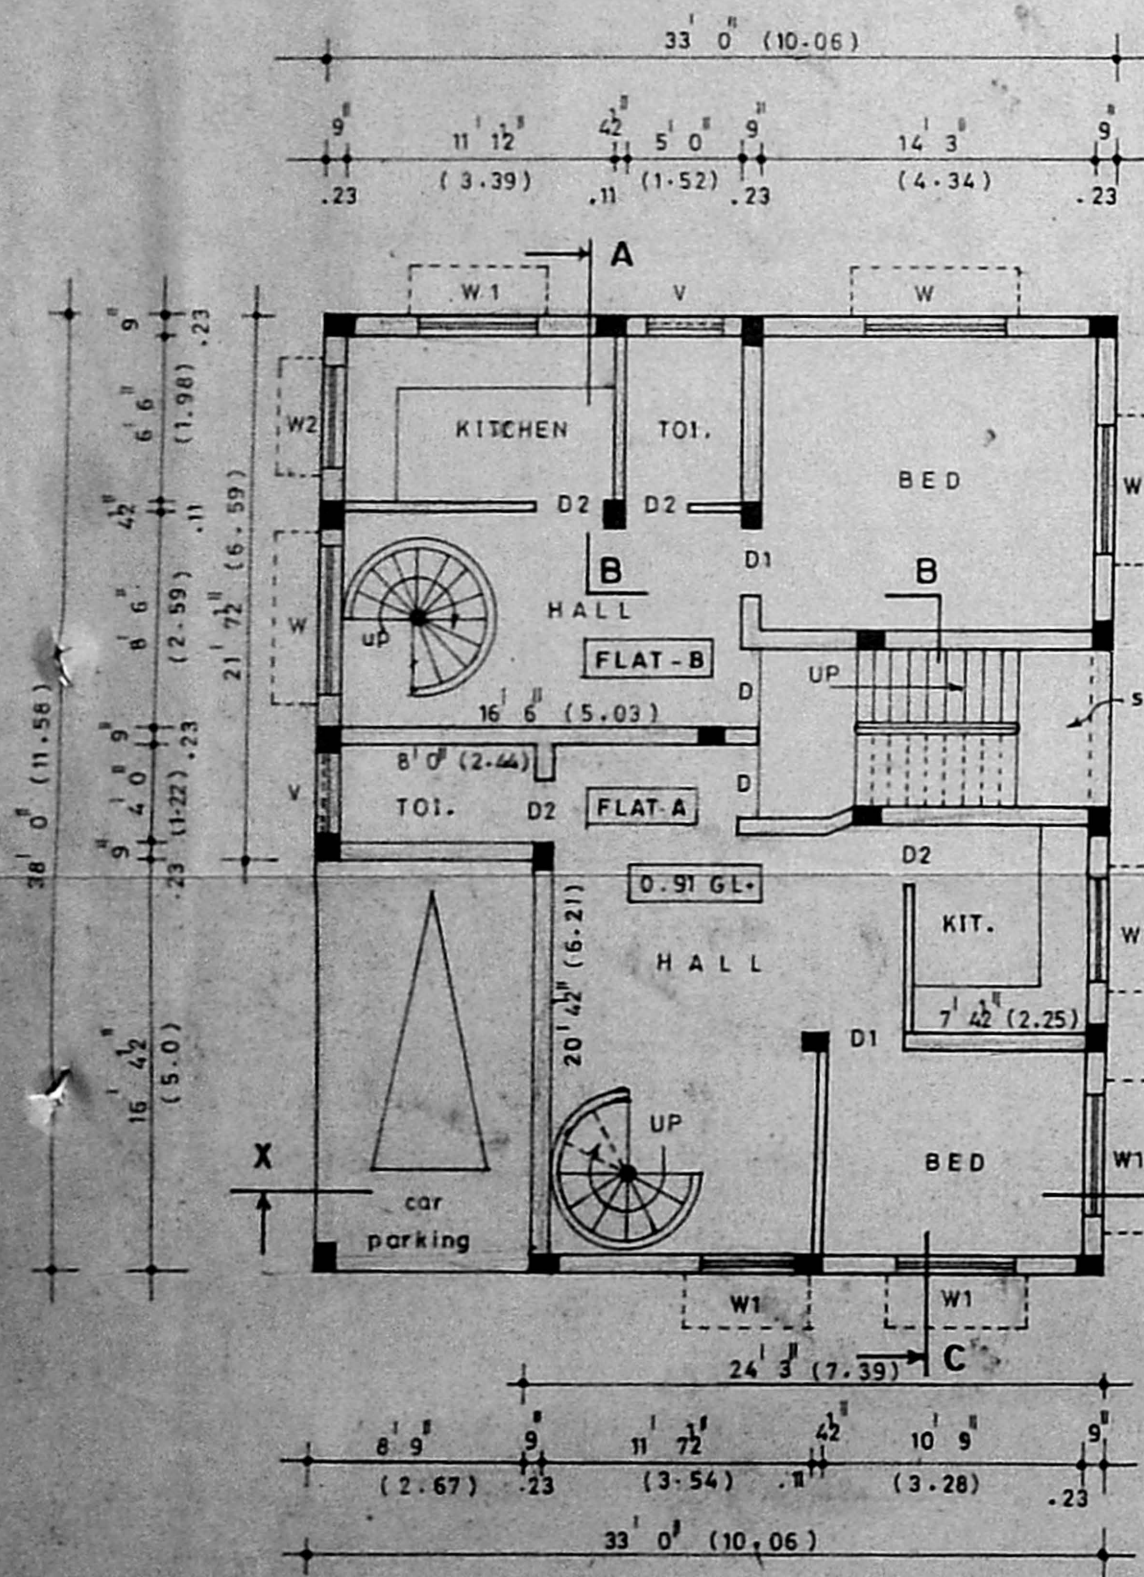 33' 0" (10.06)
9" 11' 1½" 4½" 5' 0" 9" 14' 3" 9"
.23 (3.39) .11 (1.52) .23 (4.34) .23
A
W1 V W
9" .23
6' 6" (1.98)
W2
KITCHEN TOI.
BED
W
4½" .11
D2 D2
21' 7½" (6.59)
D1
B B
8' 6" (2.59)
W
HALL
up
FLAT-B
UP
D
S
16' 6" (5.03)
38' 0" (11.58)
9" .23
8' 0" (2.44)
V
4' 0" (1.22)
TOI. D2
FLAT-A
D
9" .23
D2
0.91 GL+
KIT.
W
HALL
20' 4½" (6.21)
7' 4½" (2.25)
D1
16' 4½" (5.0)
UP
X
BED
W1
car
parking
W1 W1
C
24' 3" (7.39)
8' 9" 9" 11' 7½" 4½" 10' 9" 9"
(2.67) .23 (3.54) .11 (3.28) .23
33' 0" (10.06)